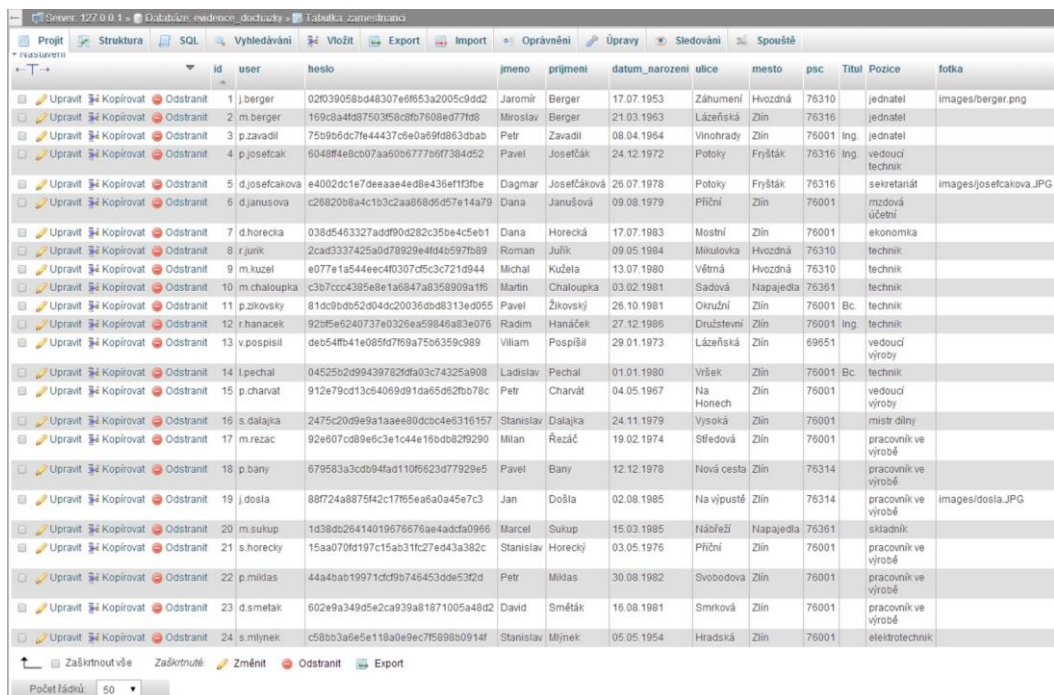 Server: 127.0.0.1 » Databáze: evidence_dochazky » Tabulka: zamestnanci
Projít Struktura SQL Vyhledávání Vložit Export Import Oprávnění Úpravy Sledování Spouště
+ Nastavení
id user heslo jmeno prijmeni datum_narozeni ulice mesto psc Titul Pozice fotka
Upravit Kopírovat Odstranit 1 j.berger 02f039058bd48307e6f653a2005c9dd2 Jaromír Berger 17.07.1953 Záhumení Hvozdná 76310 jednatel images/berger.png
Upravit Kopírovat Odstranit 2 m.berger 169c8a4fd87503f58c8fb7608ed77fd8 Miroslav Berger 21.03.1963 Lázeňská Zlín 76316 jednatel
Upravit Kopírovat Odstranit 3 p.zavadil 75b9b6dc7fe44437c6e0a69fd863dbab Petr Zavadil 08.04.1964 Vinohrady Zlín 76001 Ing. jednatel
Upravit Kopírovat Odstranit 4 p.josefcak 6048ff4e8cb07aa60b6777b6f7384d52 Pavel Josefčák 24.12.1972 Potoky Fryšták 76316 Ing. vedoucí
technik
Upravit Kopírovat Odstranit 5 d.josefcakova e4002dc1e7deeaae4ed8e436ef1f3fbe Dagmar Josefčáková 26.07.1978 Potoky Fryšták 76316 sekretariát images/josefcakova.JPG
Upravit Kopírovat Odstranit 6 d.janusova c26820b8a4c1b3c2aa868d6d57e14a79 Dana Janušová 09.08.1979 Příční Zlín 76001 mzdová
účetní
Upravit Kopírovat Odstranit 7 d.horecka 038d5463327addf90d282c35be4c5eb1 Dana Horecká 17.07.1983 Mostní Zlín 76001 ekonomka
Upravit Kopírovat Odstranit 8 r.jurik 2cad3337425a0d78929e4fd4b597fb89 Roman Juřík 09.05.1984 Mikulovka Hvozdná 76310 technik
Upravit Kopírovat Odstranit 9 m.kuzel e077e1a544eec4f0307cf5c3c721d944 Michal Kužela 13.07.1980 Větrná Hvozdná 76310 technik
Upravit Kopírovat Odstranit 10 m.chaloupka c3b7ccc4385e8e1a6847a8358909a1f6 Martin Chaloupka 03.02.1981 Sadová Napajedla 76361 technik
Upravit Kopírovat Odstranit 11 p.zikovsky 81dc9bdb52d04dc20036dbd8313ed055 Pavel Žikovský 26.10.1981 Okružní Zlín 76001 Bc. technik
Upravit Kopírovat Odstranit 12 r.hanacek 92bf5e6240737e0326ea59846a83e076 Radim Hanáček 27.12.1986 Družstevní Zlín 76001 Ing. technik
Upravit Kopírovat Odstranit 13 v.pospisil deb54ffb41e085fd7f69a75b6359c989 Viliam Pospíšil 29.01.1973 Lázeňská Zlín 69651 vedoucí
výroby
Upravit Kopírovat Odstranit 14 l.pechal 04525b2d99439782fdfa03c74325a908 Ladislav Pechal 01.01.1980 Vršek Zlín 76001 Bc. technik
Upravit Kopírovat Odstranit 15 p.charvat 912e79cd13c64069d91da65d62fbb78c Petr Charvát 04.05.1967 Na
Honech Zlín 76001 vedoucí
výroby
Upravit Kopírovat Odstranit 16 s.dalajka 2475c20d9e9a1aaee80dcbc4e6316157 Stanislav Dalajka 24.11.1979 Vysoká Zlín 76001 mistr dílny
Upravit Kopírovat Odstranit 17 m.rezac 92e607cd89e6c3e1c44e16bdb82f9290 Milan Řezáč 19.02.1974 Středová Zlín 76001 pracovník ve
výrobě
Upravit Kopírovat Odstranit 18 p.bany 679583a3cdb94fad110f6623d77929e5 Pavel Bany 12.12.1978 Nová cesta Zlín 76314 pracovník ve
výrobě
Upravit Kopírovat Odstranit 19 j.dosla 88f724a8875f42c17f65ea6a0a45e7c3 Jan Došla 02.08.1985 Na výpustě Zlín 76314 pracovník ve
výrobě images/dosla.JPG
Upravit Kopírovat Odstranit 20 m.sukup 1d38db26414019676676ae4adcfa0966 Marcel Sukup 15.03.1985 Nábřeží Napajedla 76361 skladník
Upravit Kopírovat Odstranit 21 s.horecky 15aa070fd197c15ab31fc27ed43a382c Stanislav Horecký 03.05.1976 Příční Zlín 76001 pracovník ve
výrobě
Upravit Kopírovat Odstranit 22 p.miklas 44a4bab19971cfcf9b746453dde53f2d Petr Miklas 30.08.1982 Svobodova Zlín 76001 pracovník ve
výrobě
Upravit Kopírovat Odstranit 23 d.smetak 602e9a349d5e2ca939a81871005a48d2 David Směták 16.08.1981 Smrková Zlín 76001 pracovník ve
výrobě
Upravit Kopírovat Odstranit 24 s.mlynek c58bb3a6e5e118a0e9ec7f5898b0914f Stanislav Mlýnek 05.05.1954 Hradská Zlín 76001 elektrotechnik
Zaškrtnout vše Zaškrtnuté: Změnit Odstranit Export
Počet řádků: 50